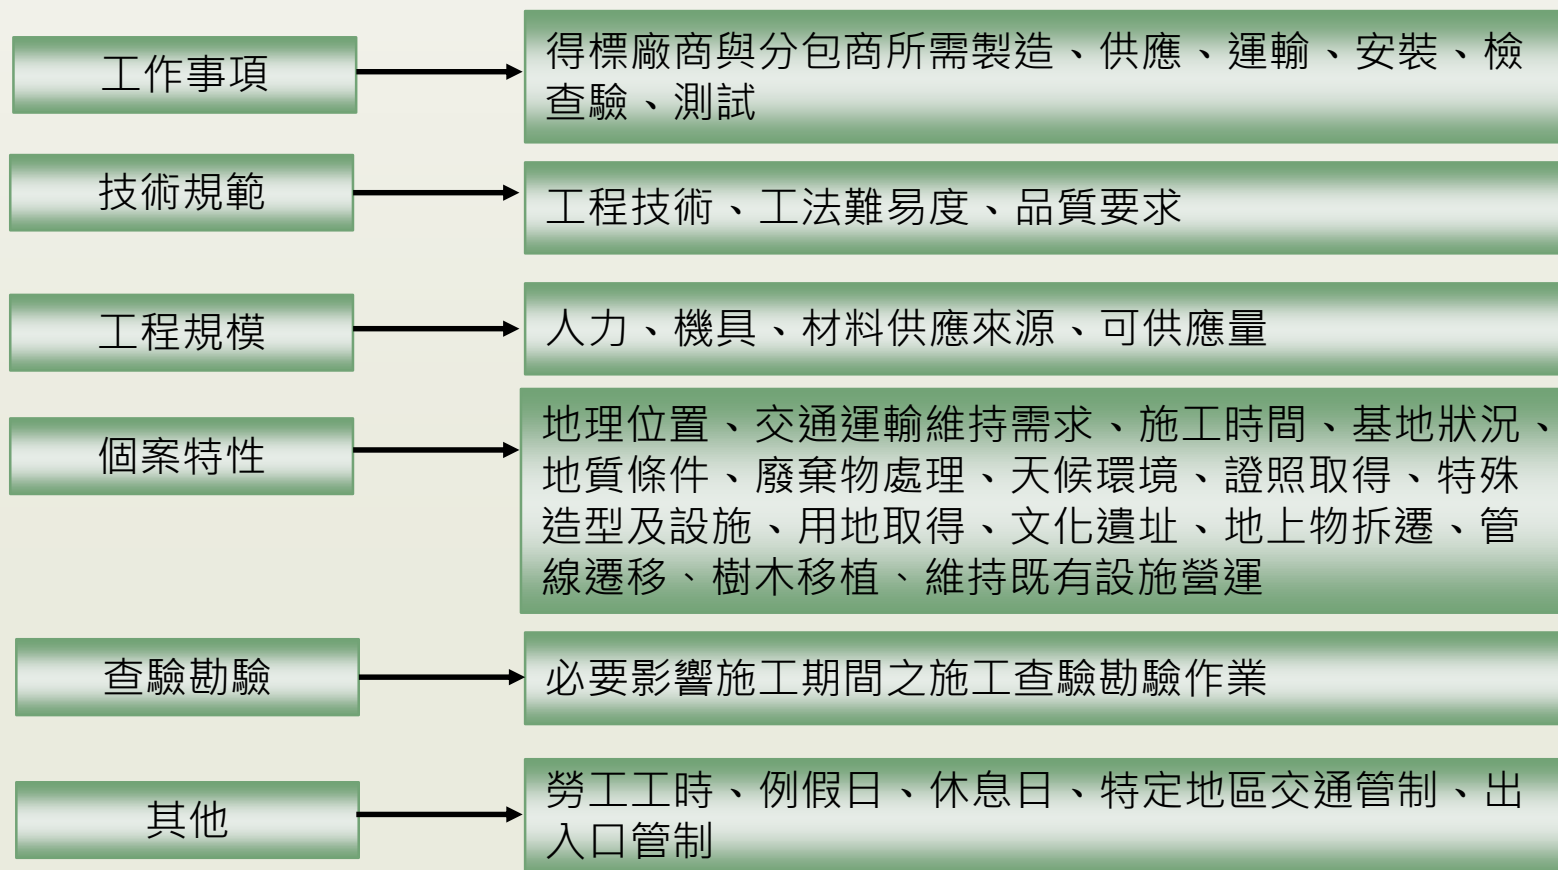 工作事項
得標廠商與分包商所需製造、供應、運輸、安裝、檢
查驗、測試
技術規範
工程技術、工法難易度、品質要求
工程規模
人力、機具、材料供應來源、可供應量
個案特性
地理位置、交通運輸維持需求、施工時間、基地狀況、
地質條件、廢棄物處理、天候環境、證照取得、特殊
造型及設施、用地取得、文化遺址、地上物拆遷、管
線遷移、樹木移植、維持既有設施營運
查驗勘驗
必要影響施工期間之施工查驗勘驗作業
其他
勞工工時、例假日、休息日、特定地區交通管制、出
入口管制